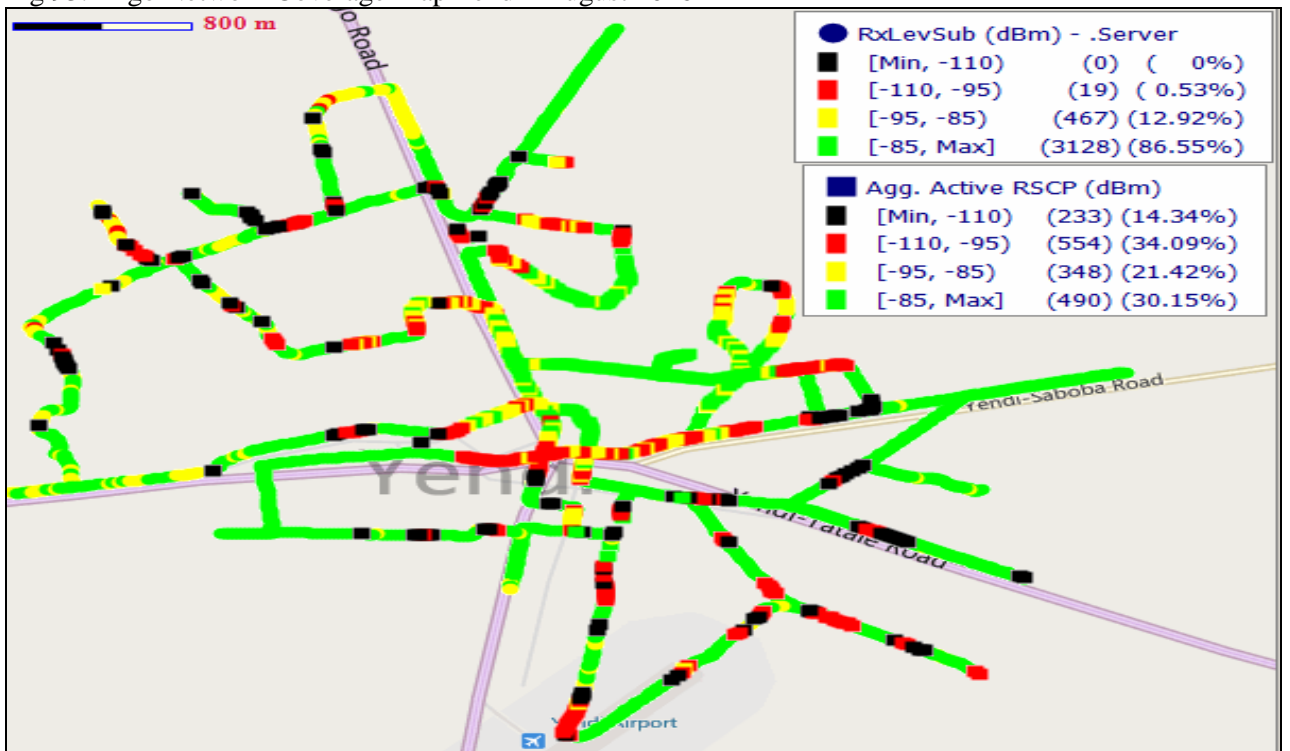 800 m
RxLevSub (dBm) - .Server
[Min, -110) (0) ( 0%)
[-110, -95) (19) ( 0.53%)
[-95, -85) (467) (12.92%)
[-85, Max] (3128) (86.55%)
Agg. Active RSCP (dBm)
[Min, -110) (233) (14.34%)
[-110, -95) (554) (34.09%)
[-95, -85) (348) (21.42%)
[-85, Max] (490) (30.15%)
Road
Yendi-Saboba Road
Road
Airport